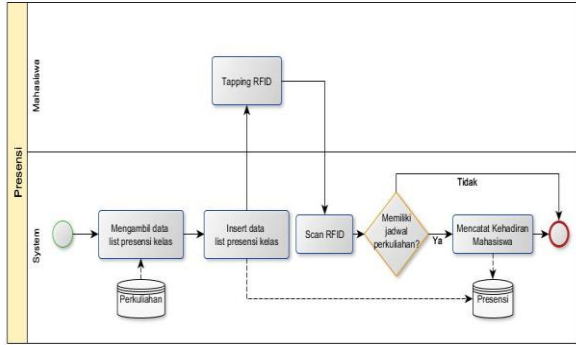 Presensi
Mahasiswa
Tapping RFID
System
Mengambil data
list presensi kelas
Insert data
list presensi kelas
Scan RFID
Memiliki
jadwal
perkuliahan?
Tidak
Ya
Mencatat Kehadiran
Mahasiswa
Perkuliahan
Presensi